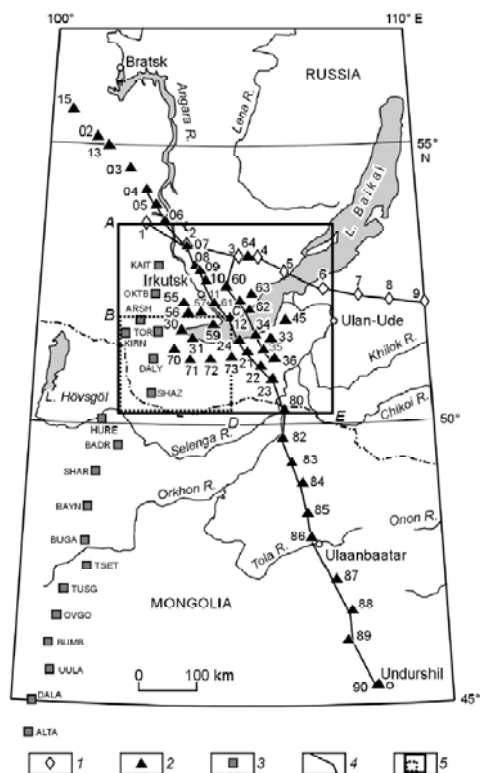 100°
110° E
Bratsk
RUSSIA
15
Angara R.
Lena R.
02
13
55°
N
03
04
05
06
L. Baikal
A
1
2
07
3
64
4
08
5
KAIT
09
10
60
6
7
8
9
Irkutsk
OKTB
55
11
61
63
62
ARSH
56
57
C
45
B
12
Ulan-Ude
TOR
30
59
34
33
KIRN
24
31
35
Khilok R.
70
DALY
71
72
73
21
36
22
SHAZ
23
80
Chikoi R.
L. Hövsgöl
D
E
50°
HURE
Selenga R.
82
BADR
83
SHAR
84
Orkhon R.
BAYN
85
Onon R.
BUGA
86
Ulaanbaatar
Tola R.
TSET
87
TUSG
88
MONGOLIA
OVGO
89
BUMB
UULA
0 100 km
Undurshil
90
DALA
45°
ALTA
1 2 3 4 5